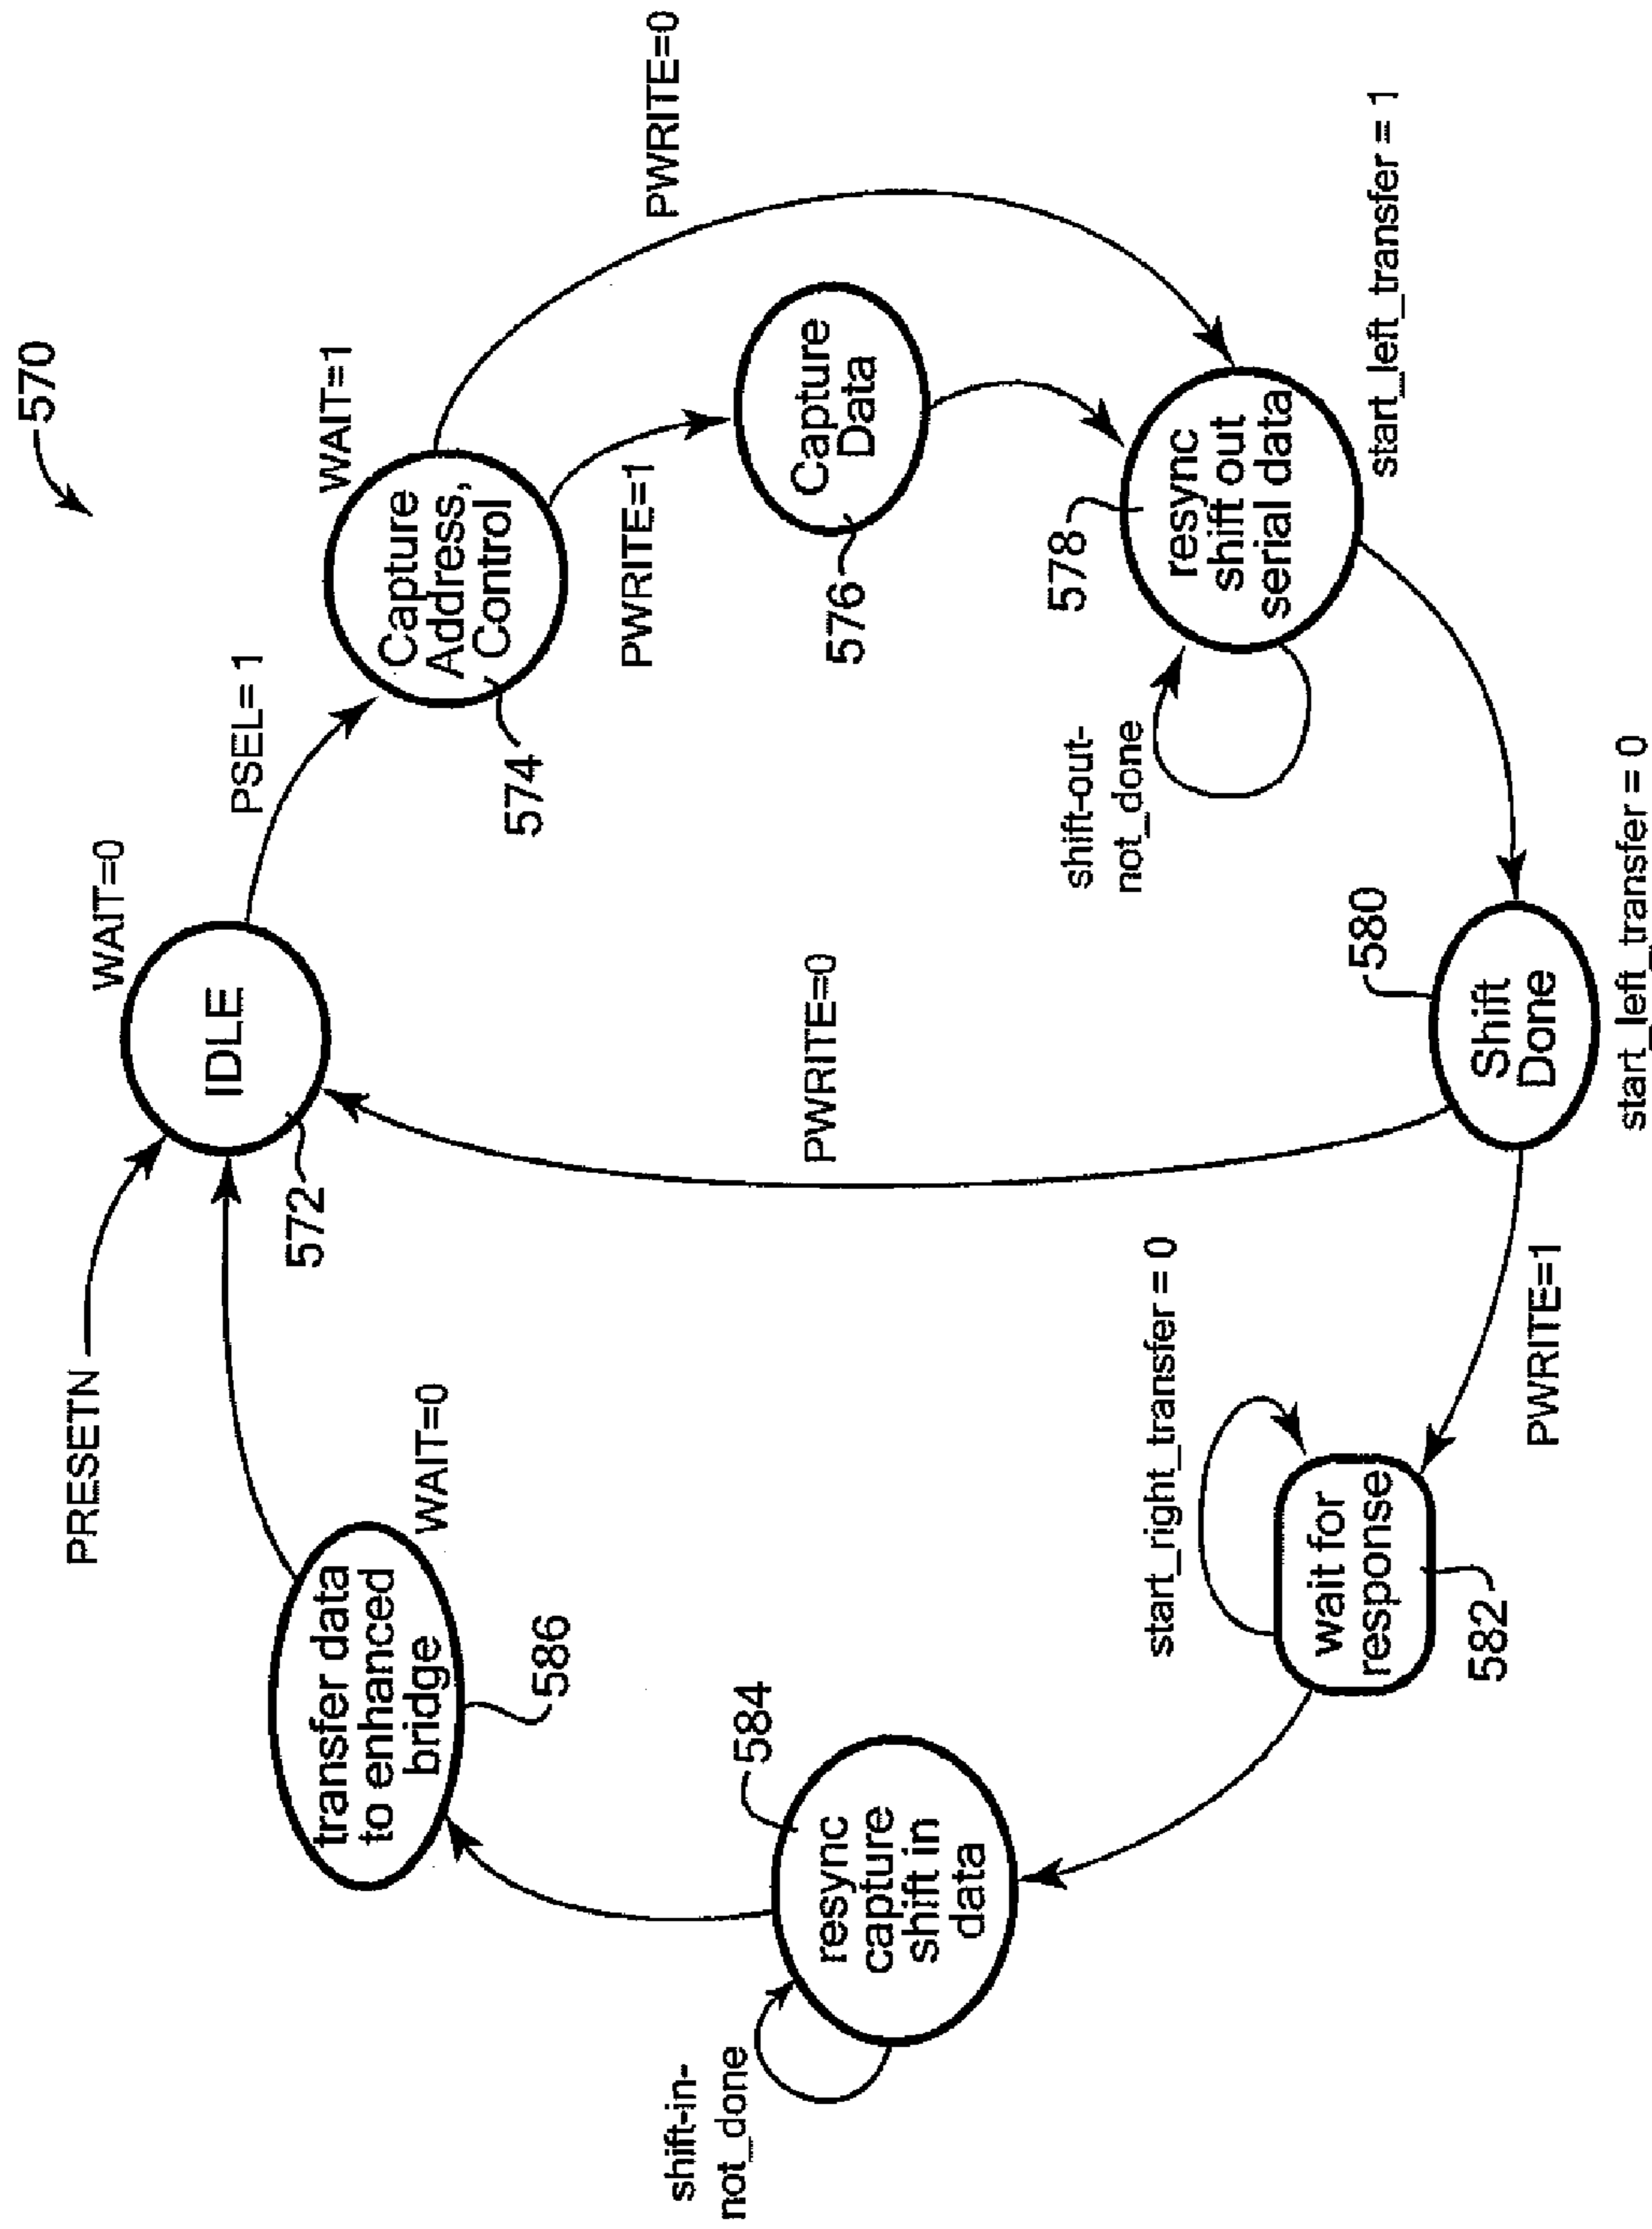 570
PRESETN
WAIT=0
IDLE
572
PSEL= 1
WAIT=1
Capture
Address,
Control
574
PWRITE=0
PWRITE=1
Capture
Data
576
578
resync
shift out
serial data
start_left_transfer = 1
shift-out-
not_done
580
Shift
Done
start_left_transfer = 0
PWRITE=0
PWRITE=1
start_right_transfer = 0
wait for
response
582
584
resync
capture
shift in
data
shift-in-
not_done
transfer data
to enhanced
bridge
586
WAIT=0